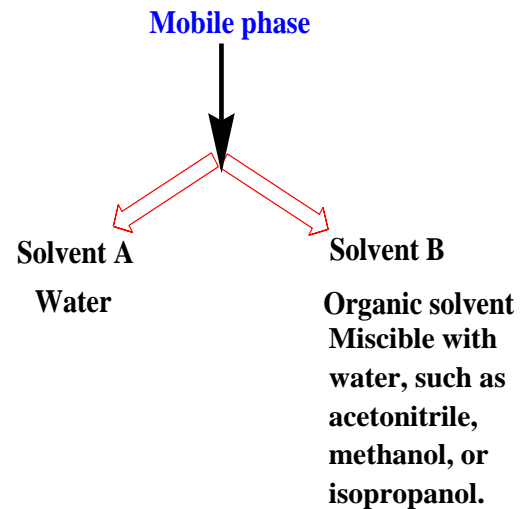 Mobile phase
Solvent A
Water
Solvent B
Organic solvent
Miscible with
water, such as
acetonitrile,
methanol, or
isopropanol.